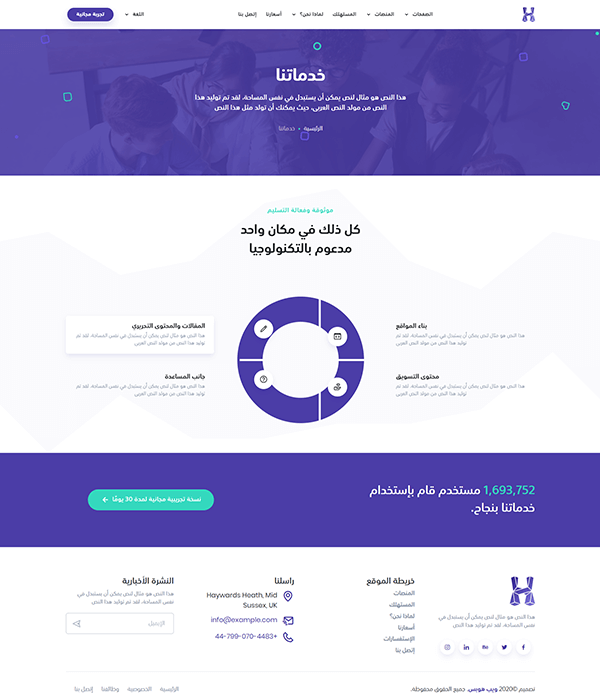 الصفحات
المنصات
المستهلك
لماذا نحن؟
أسعارنا
إتصل بنا
اللغة
تجربة مجانية
خدماتنا
هذا النص هو مثال لنص يمكن أن يستبدل في نفس المساحة، لقد تم توليد هذا
النص من مولد النص العربى، حيث يمكنك أن تولد مثل هذا النص
الرئيسية • خدماتنا
موثوقة وفعالة التسليم
كل ذلك في مكان واحد
مدعوم بالتكنولوجيا
بناء المواقع
هذا النص هو مثال لنص يمكن أن يستبدل في نفس المساحة، لقد تم
توليد هذا النص من مولد النص العربى.
المقالات والمحتوى التحريري
هذا النص هو مثال لنص يمكن أن يستبدل في نفس المساحة، لقد تم
توليد هذا النص من مولد النص العربى.
محتوى التسويق
هذا النص هو مثال لنص يمكن أن يستبدل في نفس المساحة، لقد تم
توليد هذا النص من مولد النص العربى.
جانب المساعدة
هذا النص هو مثال لنص يمكن أن يستبدل في نفس المساحة، لقد تم
توليد هذا النص من مولد النص العربى.
1,693,752 مستخدم قام بإستخدام
خدماتنا بنجاح.
نسخة تجريبية مجانية لمدة 30 يومًا
هذا النص هو مثال لنص يمكن أن يستبدل في
نفس المساحة، لقد تم توليد هذا النص
خريطة الموقع
المنصات
المستهلك
لماذا نحن؟
أسعارنا
الإستفسارات
إتصل بنا
راسلنا
Haywards Heath, Mid
Sussex, UK
info@example.com
44-799-070-4483+
النشرة الأخبارية
هذا النص هو مثال لنص يمكن أن يستبدل في
نفس المساحة، لقد تم توليد هذا النص
الإيميل
تصميم ©2020 ويب هوبس. جميع الحقوق محفوظة.
الرئيسية
الخصوصية
وظائفنا
إتصل بنا